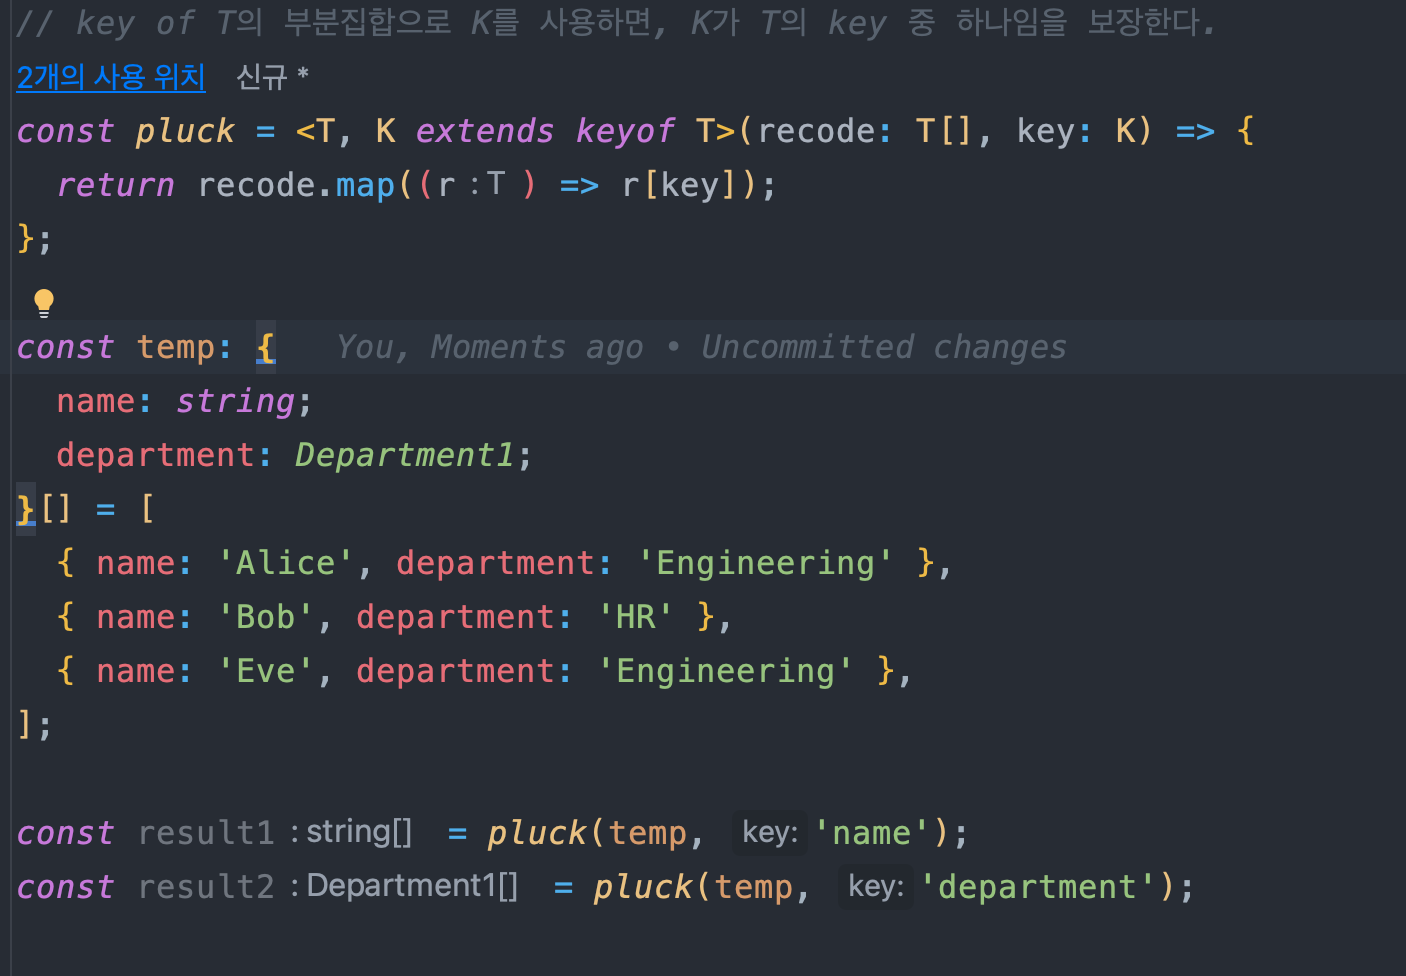 // key of T의 부분집합으로 K를 사용하면, K가 T의 key 중 하나임을 보장한다.
2개의 사용 위치 신규 *
const pluck = <T, K extends keyof T>(recode: T[], key: K) => {
return recode.map((r :T ) => r[key]);
};
const temp: { You, Moments ago • Uncommitted changes
name: string;
department: Department1;
}[] = [
{ name: 'Alice', department: 'Engineering' },
{ name: 'Bob', department: 'HR' },
{ name: 'Eve', department: 'Engineering' },
];
const result1 :string[] = pluck(temp, key: 'name');
const result2 :Department1[] = pluck(temp, key: 'department');